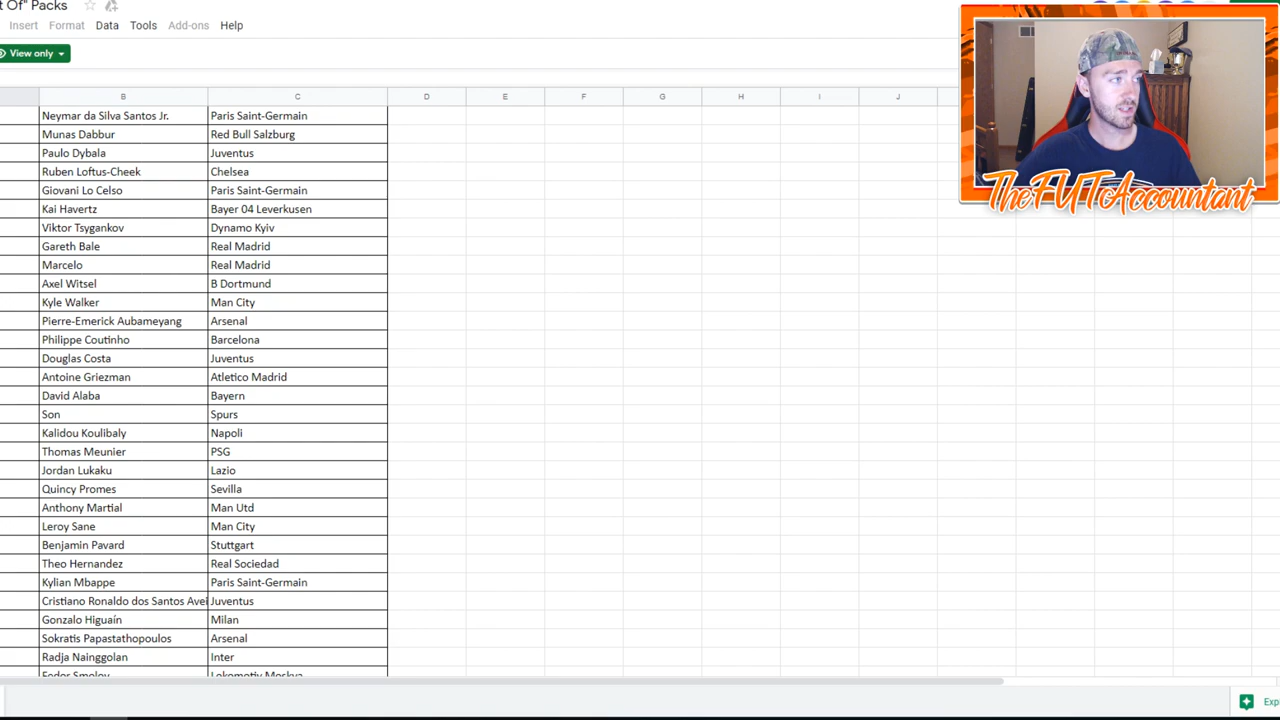 t Of" Packs
Insert Format Data Tools Add-ons Help
View only
B C D E F G H I J
Neymar da Silva Santos Jr. Paris Saint-Germain
Munas Dabbur Red Bull Salzburg
Paulo Dybala Juventus
Ruben Loftus-Cheek Chelsea
Giovani Lo Celso Paris Saint-Germain
Kai Havertz Bayer 04 Leverkusen
Viktor Tsygankov Dynamo Kyiv
Gareth Bale Real Madrid
Marcelo Real Madrid
Axel Witsel B Dortmund
Kyle Walker Man City
Pierre-Emerick Aubameyang Arsenal
Philippe Coutinho Barcelona
Douglas Costa Juventus
Antoine Griezman Atletico Madrid
David Alaba Bayern
Son Spurs
Kalidou Koulibaly Napoli
Thomas Meunier PSG
Jordan Lukaku Lazio
Quincy Promes Sevilla
Anthony Martial Man Utd
Leroy Sane Man City
Benjamin Pavard Stuttgart
Theo Hernandez Real Sociedad
Kylian Mbappe Paris Saint-Germain
Cristiano Ronaldo dos Santos Avei Juventus
Gonzalo Higuaín Milan
Sokratis Papastathopoulos Arsenal
Radja Nainggolan Inter
Fedor Smolov Lokomotiv Moskva
TheFUTAccountant
Exp